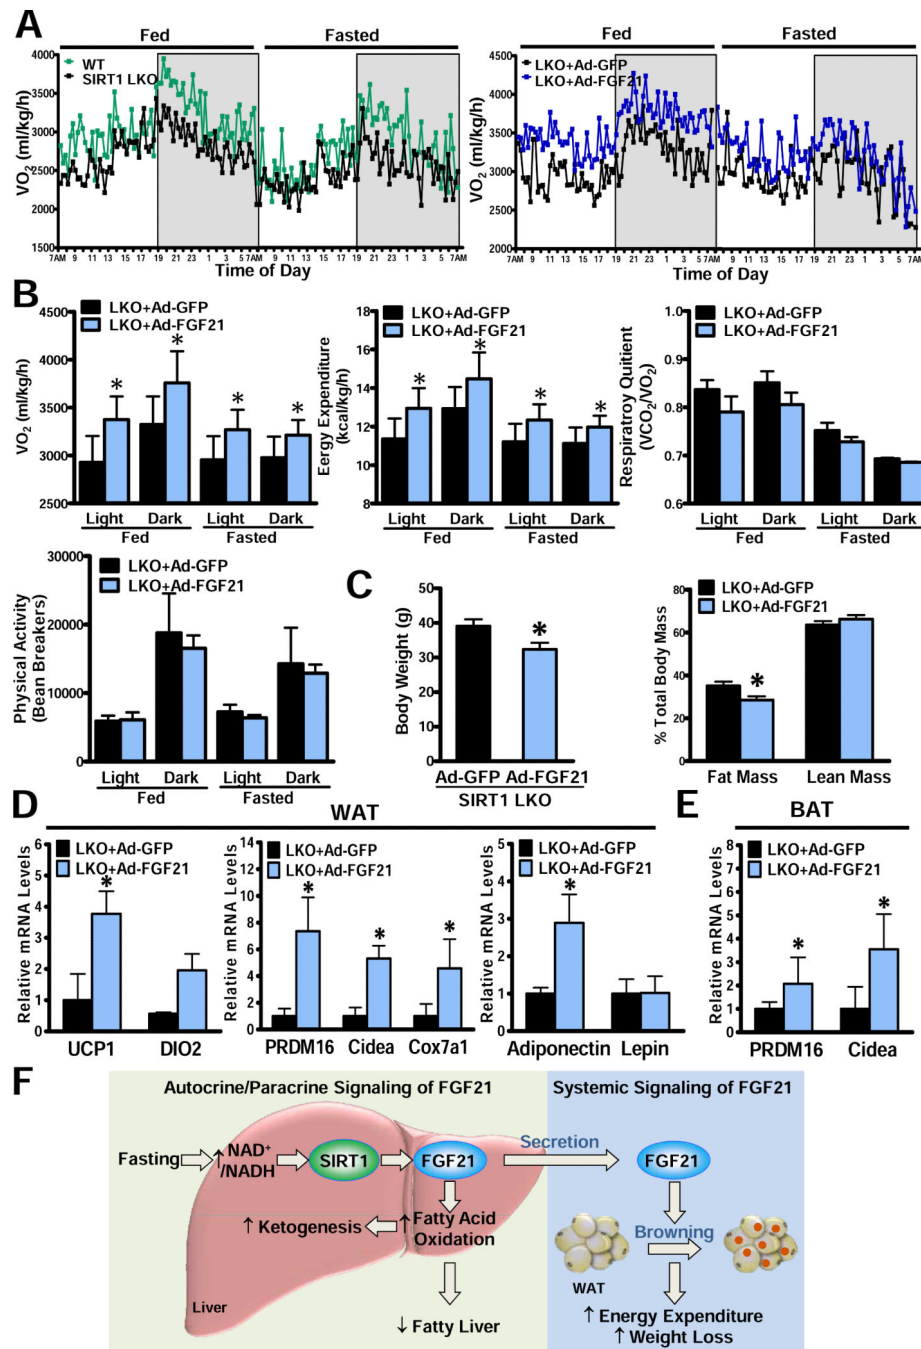 A
Fed
Fasted
WT
SIRT1 LKO
VO2 (ml/kg/h)
4000
3500
3000
2500
2000
1500
7AM 9 11 13 15 17 19 21 23 1 3 5 7AM 9 11 13 15 17 19 21 23 1 3 5 7AM
Time of Day
Fed
Fasted
LKO+Ad-GFP
LKO+Ad-FGF21
VO2 (ml/kg/h)
4500
4000
3500
3000
2500
2000
7AM 9 11 13 15 17 19 21 23 1 3 5 7AM 9 11 13 15 17 19 21 23 1 3 5 7AM
Time of Day
B
LKO+Ad-GFP
LKO+Ad-FGF21
VO2 (ml/kg/h)
4500
4000
3500
3000
2500
* * * *
Light Dark Light Dark
Fed Fasted
LKO+Ad-GFP
LKO+Ad-FGF21
Eergy Expenditure
(kcal/kg/h)
18
16
14
12
10
8
* * * *
Light Dark Light Dark
Fed Fasted
LKO+Ad-GFP
LKO+Ad-FGF21
Respiratroy Qutient
(VCO2/VO2)
1.0
0.9
0.8
0.7
0.6
Light Dark Light Dark
Fed Fasted
LKO+Ad-GFP
LKO+Ad-FGF21
Physical Activity
(Bean Breakers)
30000
20000
10000
0
Light Dark Light Dark
Fed Fasted
C
Body Weight (g)
60
40
20
0
*
Ad-GFP Ad-FGF21
SIRT1 LKO
LKO+Ad-GFP
LKO+Ad-FGF21
% Total Body Mass
80
60
40
20
0
*
Fat Mass Lean Mass
D
WAT
LKO+Ad-GFP
LKO+Ad-FGF21
Relative mRNA Levels
6
5
4
3
2
1
0
*
UCP1 DIO2
LKO+Ad-GFP
LKO+Ad-FGF21
Relative mRNA Levels
14
12
10
8
6
4
2
0
* * *
PRDM16 Cidea Cox7a1
LKO+Ad-GFP
LKO+Ad-FGF21
Relative mRNA Levels
5
4
3
2
1
0
*
Adiponectin Lepin
E
BAT
LKO+Ad-GFP
LKO+Ad-FGF21
Relative mRNA Levels
8
7
6
5
4
3
2
1
0
* *
PRDM16 Cidea
F
Autocrine/Paracrine Signaling of FGF21
Systemic Signaling of FGF21
Fasting
↑ NAD+
/NADH
SIRT1
FGF21
Secretion
FGF21
↑ Ketogenesis
↑ Fatty Acid
Oxidation
Browning
WAT
Liver
↓ Fatty Liver
↑ Energy Expenditure
↑ Weight Loss